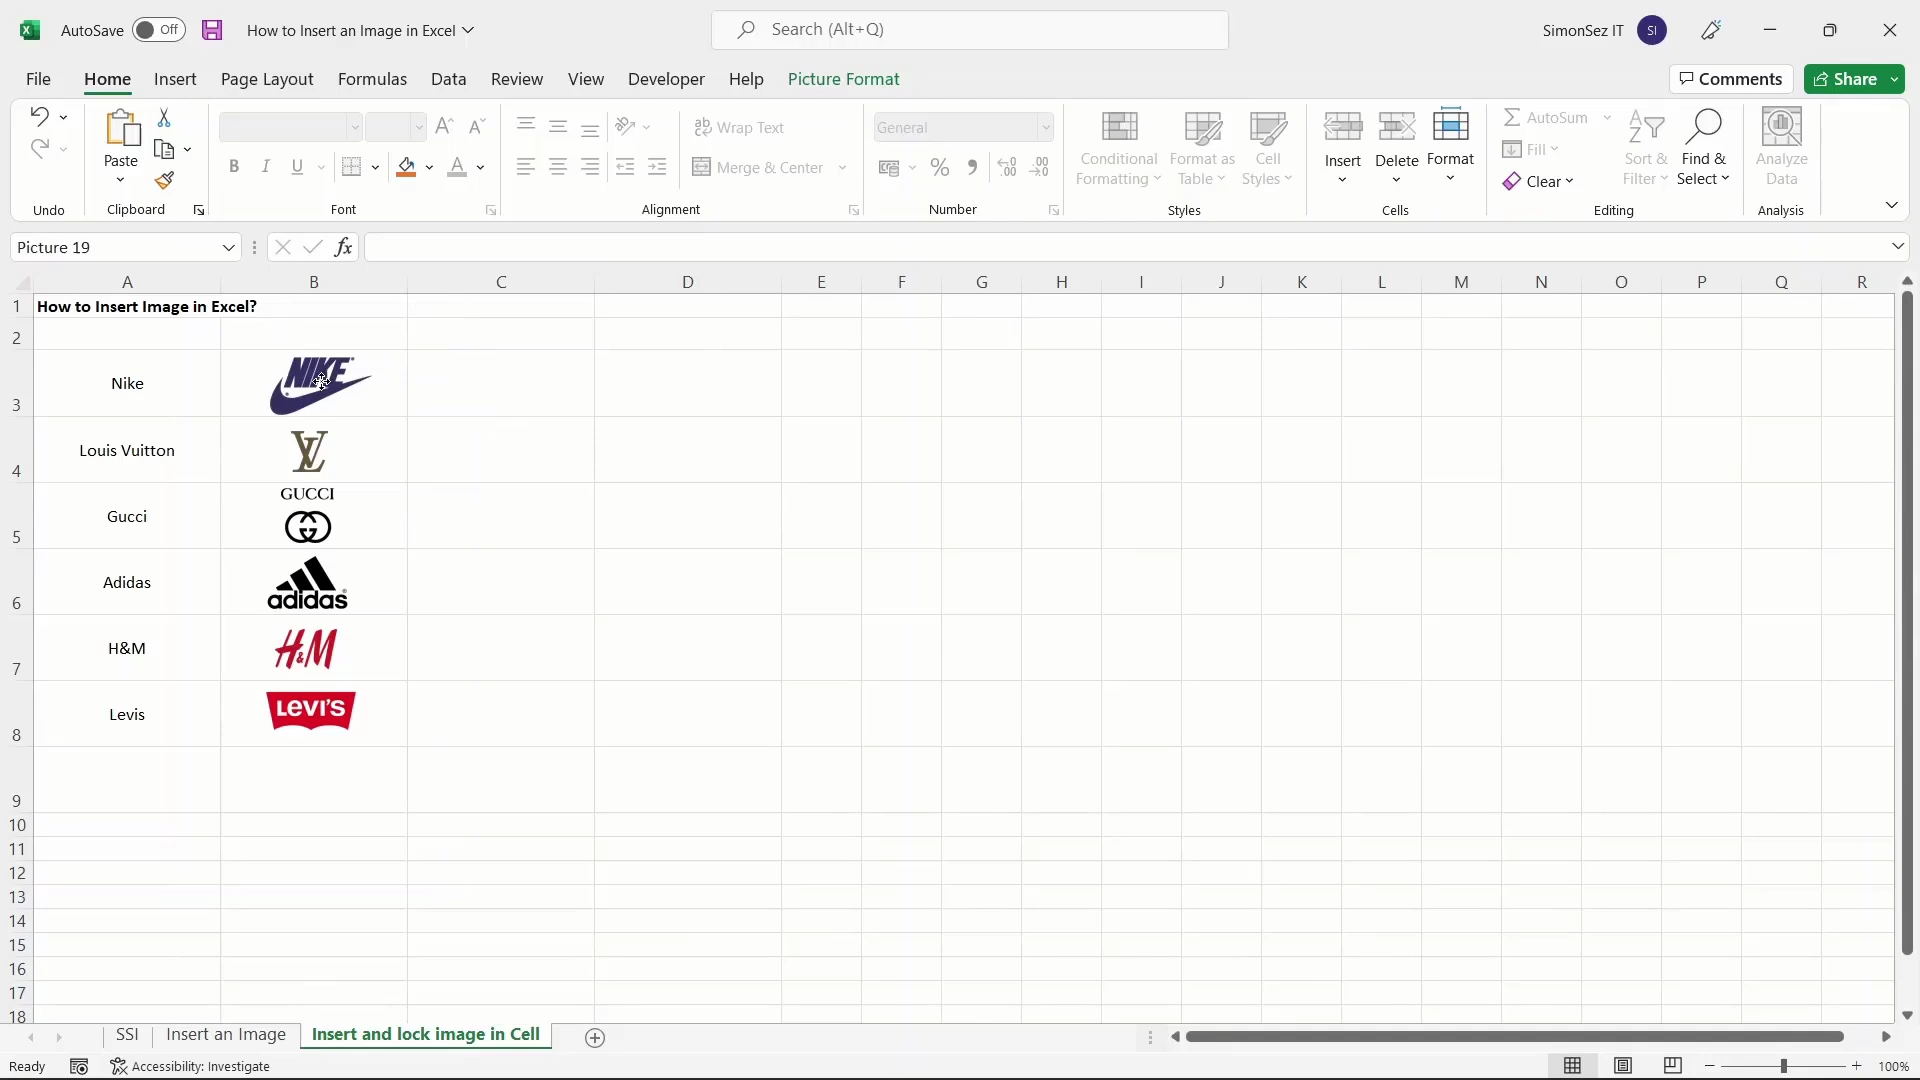 AutoSave Off How to Insert an Image in Excel Search (Alt+Q) SimonSez IT SI
File Home Insert Page Layout Formulas Data Review View Developer Help Picture Format Comments Share
Paste
Undo Clipboard
Font
Wrap Text
Merge & Center
Alignment
General
Number
Conditional Formatting
Format as Table
Cell Styles
Styles
Insert Delete Format
Cells
AutoSum
Fill
Clear
Sort & Filter
Find & Select
Editing
Analyze Data
Analysis
Picture 19 fx
A B C D E F G H I J K L M N O P Q R
1 How to Insert Image in Excel?
2
3 Nike NIKE
4 Louis Vuitton LV
5 Gucci GUCCI
6 Adidas adidas
7 H&M H&M
8 Levis LEVI'S
9
10
11
12
13
14
15
16
17
18
SSI Insert an Image Insert and lock image in Cell
Ready Accessibility: Investigate 100%